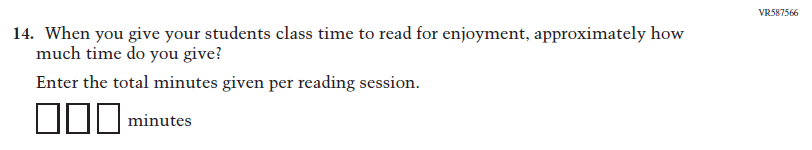 VR587566
14. When you give your students class time to read for enjoyment, approximately how
much time do you give?
Enter the total minutes given per reading session.
minutes